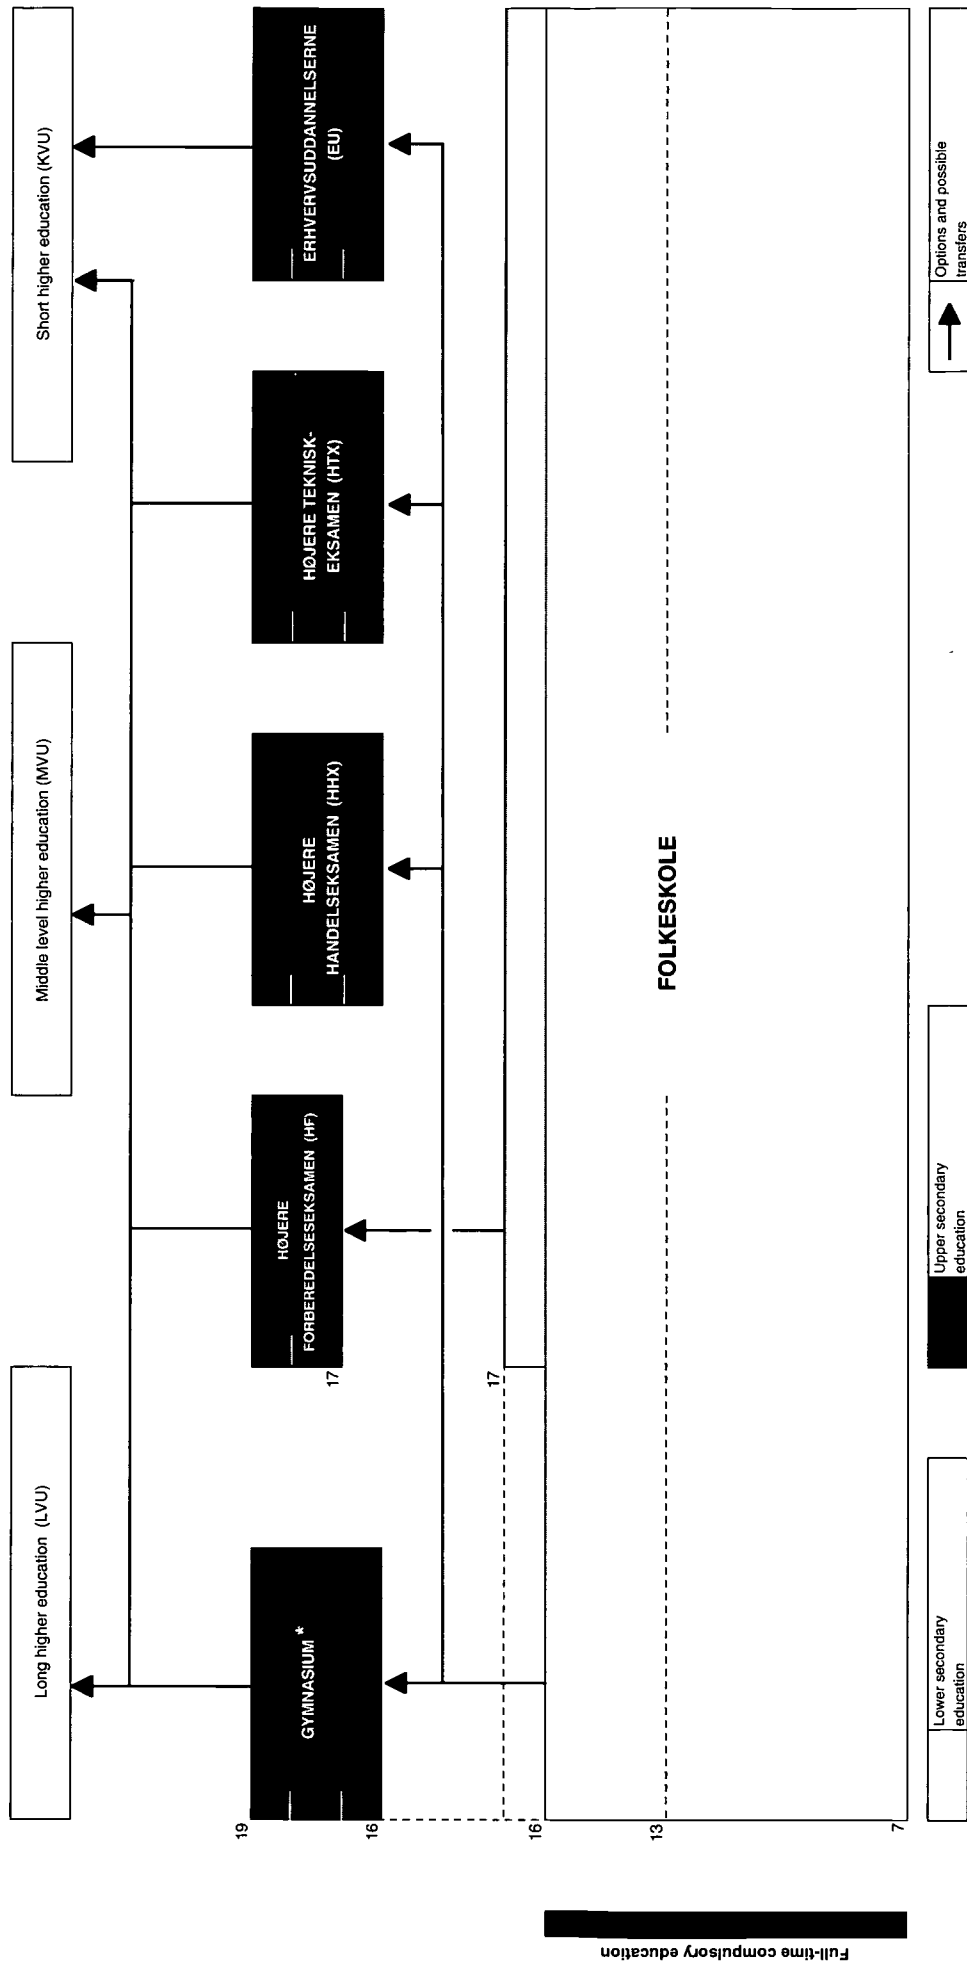 Long higher education (LVU)
Middle level higher education (MVU)
Short higher education (KVU)
19
GYMNASIUM *
16
HØJERE
FORBEREDELSESEKSAMEN (HF)
17
HØJERE
HANDELSEKSAMEN (HHX)
HØJERE TEKNISK-
EKSAMEN (HTX)
ERHVERVSUDDANNELSERNE
(EU)
17
16
13
FOLKESKOLE
7
Full-time compulsory education
Lower secondary
education
Upper secondary
education
Options and possible
transfers